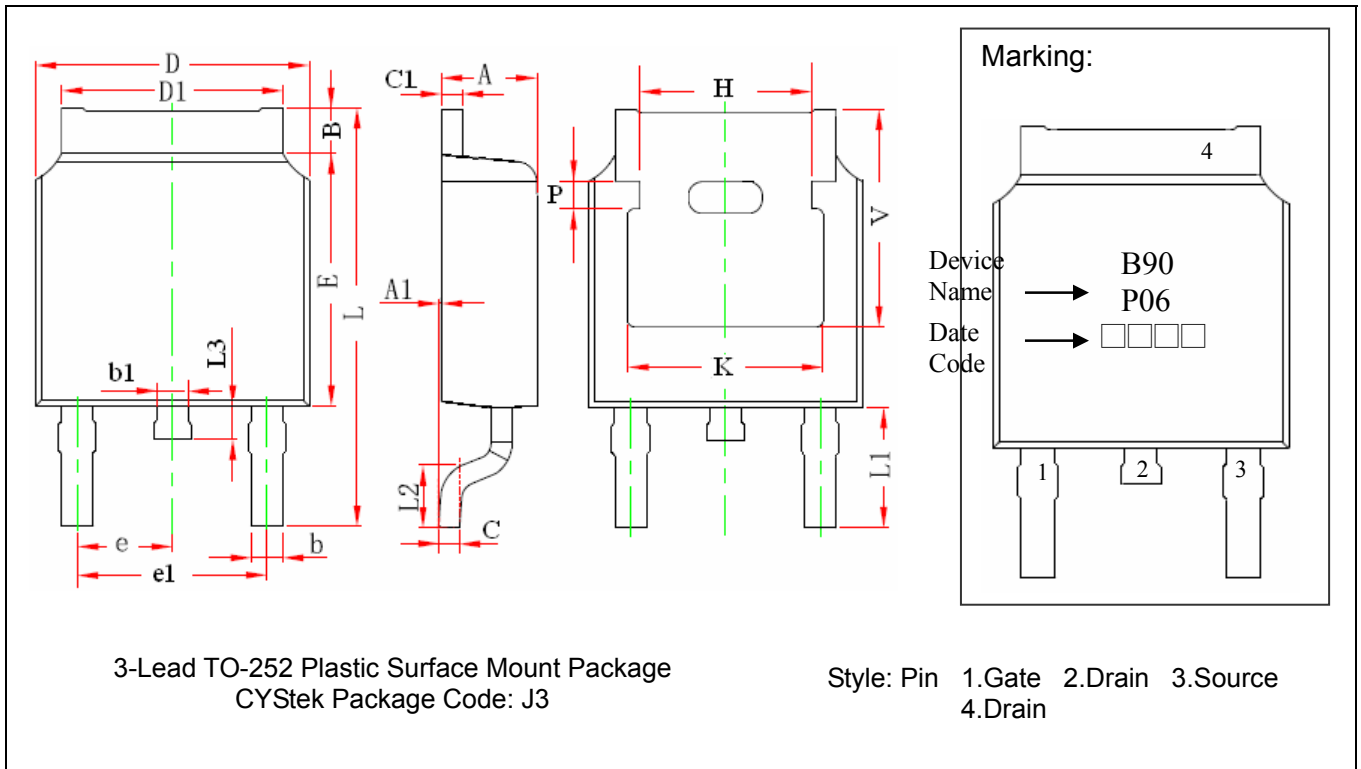 D
D1
B
E
L
L3
b1
e
e1
b
C1
A
A1
L2
C
H
P
V
K
L1
Marking:
4
Device
Name
B90
P06
Date
Code
□□□□
1
2
3
3-Lead TO-252 Plastic Surface Mount Package
CYStek Package Code: J3
Style: Pin 1.Gate 2.Drain 3.Source
4.Drain